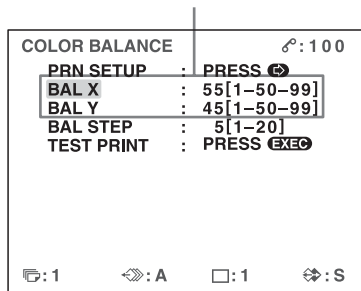 COLOR BALANCE :100
PRN SETUP : PRESS
BAL X : 55[1–50–99]
BAL Y : 45[1–50–99]
BAL STEP : 5[1–20]
TEST PRINT : PRESS EXEC
:1 :A :1 :S